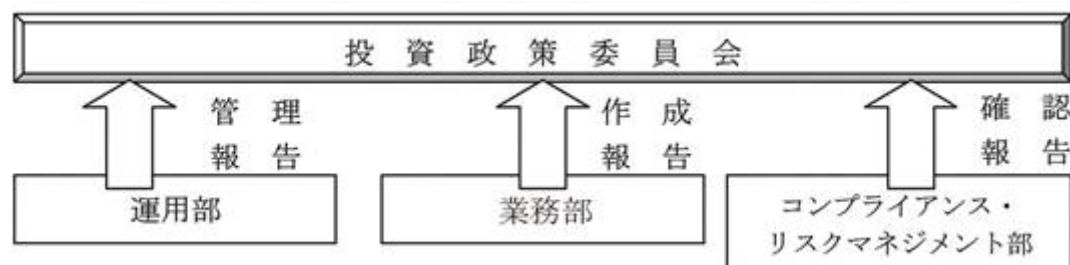 投資政策委員会
管理
報告
作成
報告
確認
報告
運用部
業務部
コンプライアンス・
リスクマネジメント部